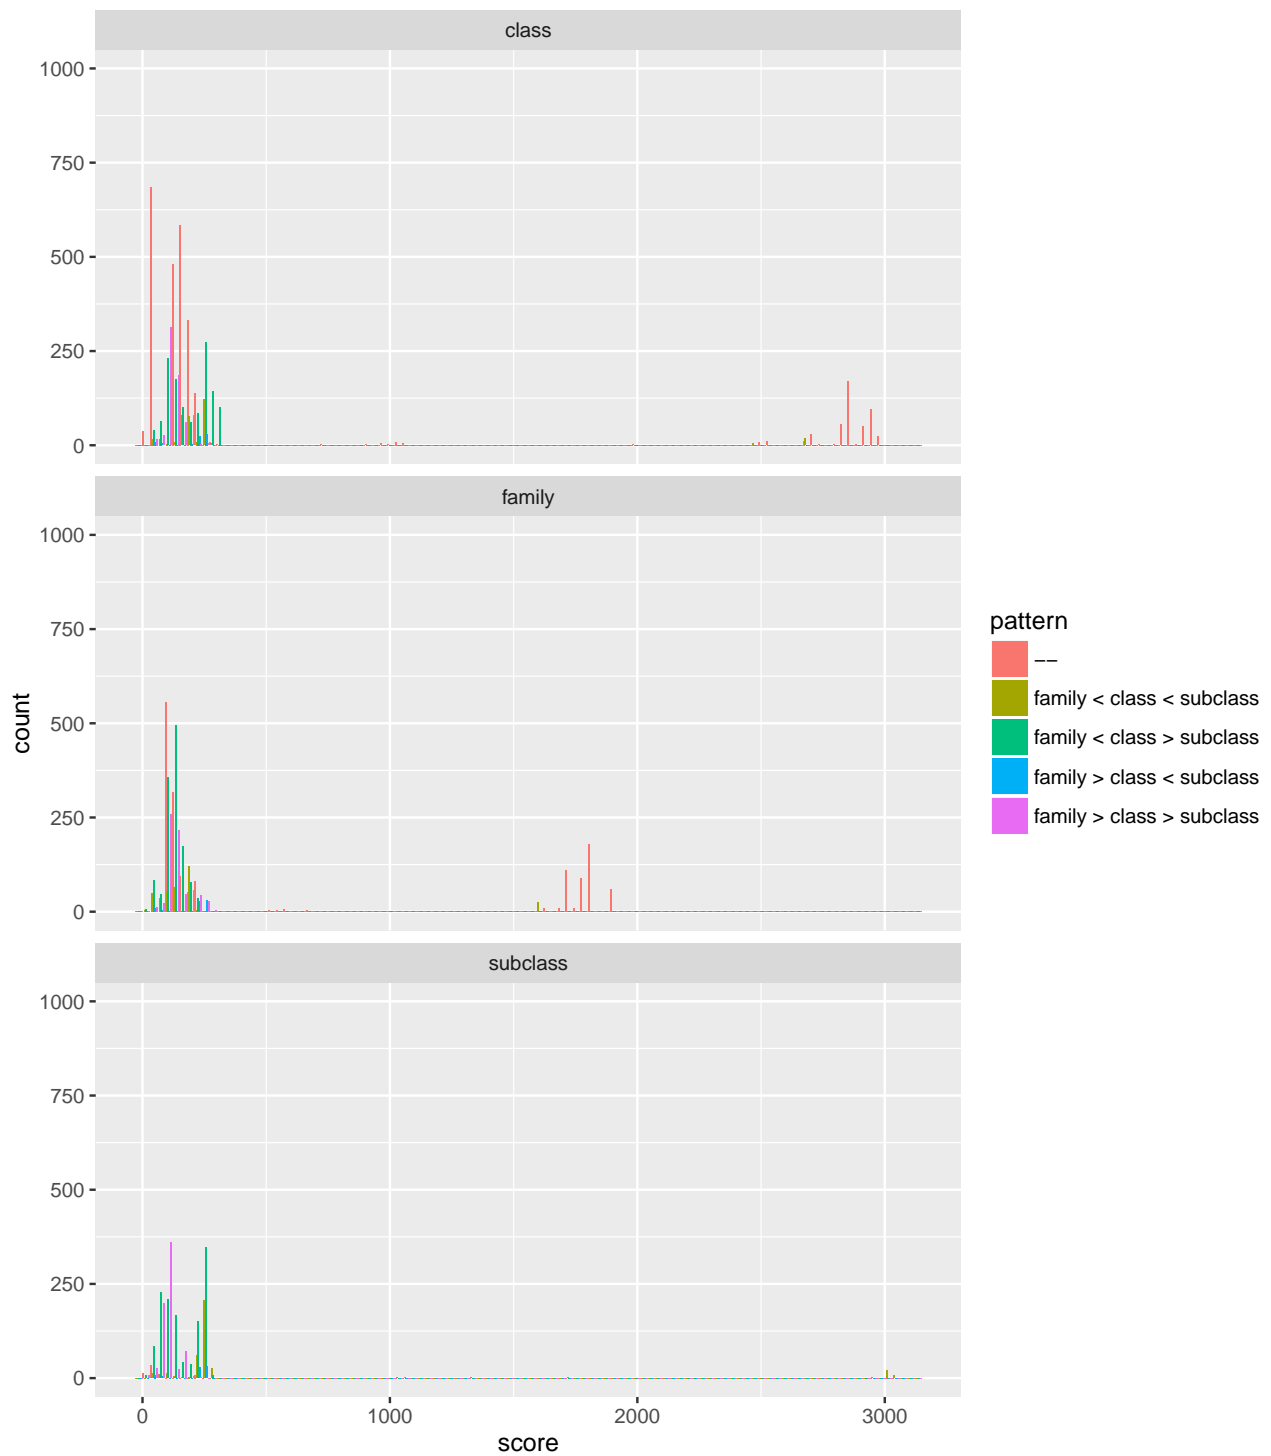 class
1000
750
500
250
0
family
1000
750
500
250
0
subclass
1000
750
500
250
0
0 1000 2000 3000
score
count
pattern
−−
family < class < subclass
family < class > subclass
family > class < subclass
family > class > subclass